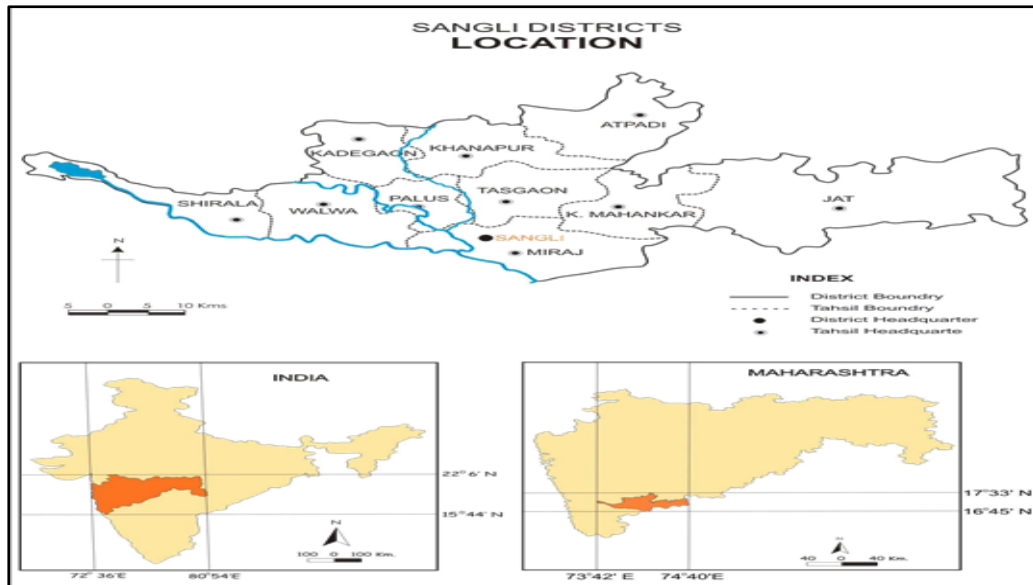 SANGLI DISTRICTS
LOCATION
ATPADI
KADEGAON
KHANAPUR
TASGAON
SHIRALA
WALWA
PALUS
K. MAHANKAR
JAT
SANGLI
MIRAJ
N
5 0 5 10 Kms
INDEX
District Boundry
Tahsil Boundry
District Headquarter
Tahsil Headquarte
INDIA
22° 6' N
15°44' N
N
100 0 100 Km.
72° 36'E 80°54'E
MAHARASHTRA
17°33' N
16°45' N
N
40 0 40 Km.
73°42' E 74°40'E